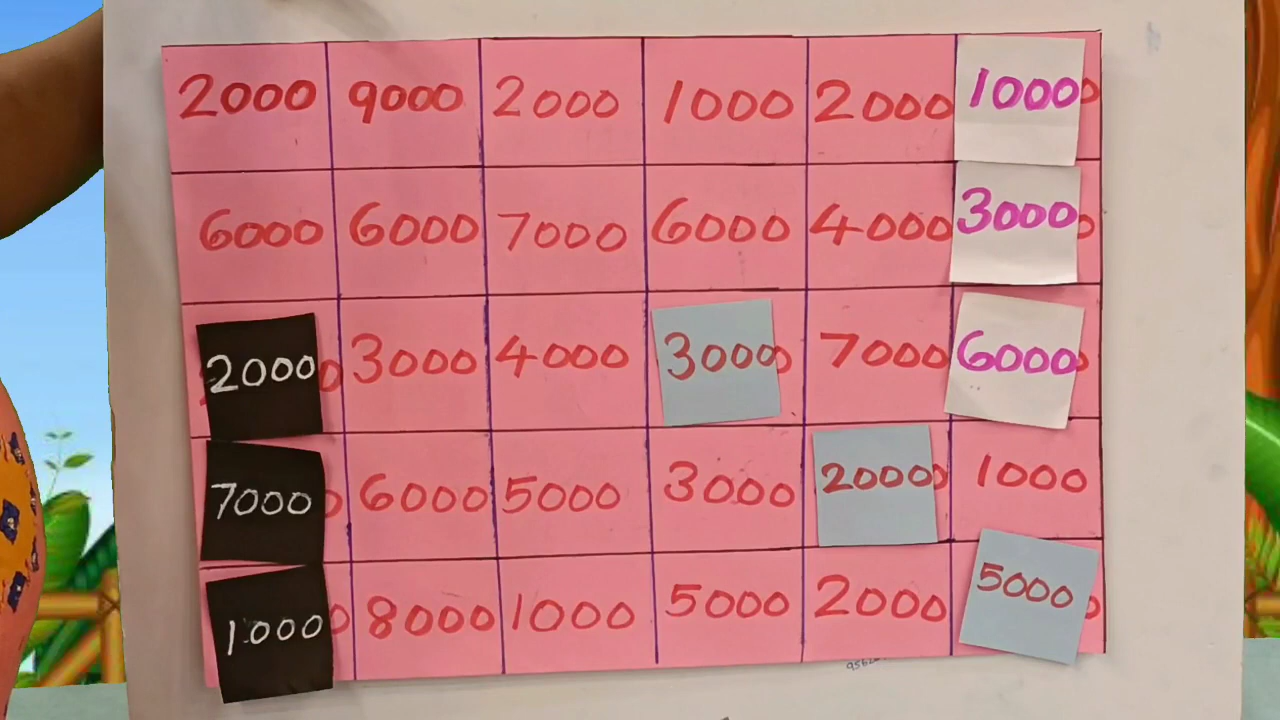 2000 9000 2000 1000 2000 1000
6000 6000 7000 6000 4000 3000
2000 3000 4000 3000 7000 6000
7000 6000 5000 3000 2000 1000
1000 8000 1000 5000 2000 5000